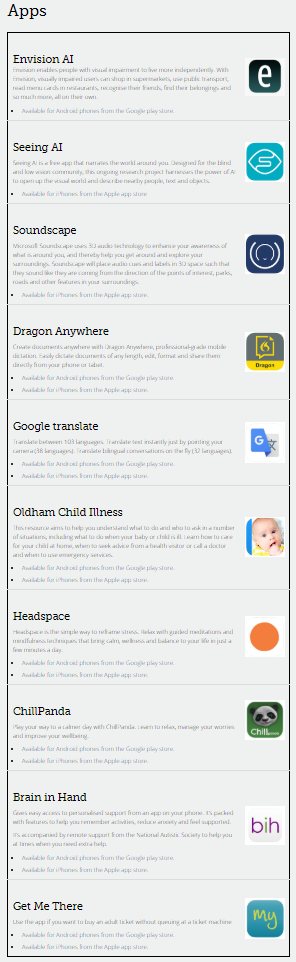 Apps
Envision AI
Envision enables people with visual impairment to live more independently. With
Envision, visually impaired users can shop in supermarkets, use public transport,
read menu cards in restaurants, recognise their friends, find their belongings and
so much more, all on their own.
Available for Android phones from the Google play store.
Seeing AI
Seeing AI is a free app that narrates the world around you. Designed for the blind
and low vision community, this ongoing research project harnesses the power of AI
to open up the visual world and describe nearby people, text and objects.
Available for iPhones from the Apple app store
Soundscape
Microsoft Soundscape uses 3D audio technology to enhance your awareness of
what is around you, and thereby help you get around and explore your
surroundings. Soundscape will place audio cues and labels in 3D space such that
they sound like they are coming from the direction of the points of interest, parks,
roads and other features in your surroundings.
Available for iPhones from the Apple app store.
Dragon Anywhere
Create documents anywhere with Dragon Anywhere, professional-grade mobile
dictation. Easily dictate documents of any length, edit, format and share them
directly from your phone or tablet.
Available for Android phones from the Google play store.
Available for iPhones from the Apple app store.
Dragon
Google translate
Translate between 103 languages. Translate text instantly just by pointing your
camera (38 languages). Translate bilingual conversations on the fly (32 languages).
Available for Android phones from the Google play store.
Available for iPhones from the Apple app store.
Oldham Child Illness
This resource aims to help you understand what to do and who to ask in a number
of situations, including what to do when your baby or child is ill. Learn how to care
for your child at home, when to seek advice from a health visitor or call a doctor
and when to use emergency services.
Available for Android phones from the Google play store.
Available for iPhones from the Apple app store.
Headspace
Headspace is the simple way to reframe stress. Relax with guided meditations and
mindfulness techniques that bring calm, wellness and balance to your life in just a
few minutes a day.
Available for Android phones from the Google play store.
Available for iPhones from the Apple app store.
ChillPanda
Play your way to a calmer day with ChillPanda. Learn to relax, manage your worries
and improve your wellbeing.
Available for Android phones from the Google play store.
Available for iPhones from the Apple app store.
Chill
Brain in Hand
Gives easy access to personalised support from an app on your phone. It's packed
with features to help you remember activities, reduce anxiety and feel supported.
It's accompanied by remote support from the National Autistic Society to help you
at times when you need extra help.
Available for Android phones from the Google play store.
Available for iPhones from the Apple app store.
bih
Get Me There
Use the app if you want to buy an adult ticket without queuing at a ticket machine
Available for Android phones from the Google play store.
Available for iPhones from the Apple app store.
my